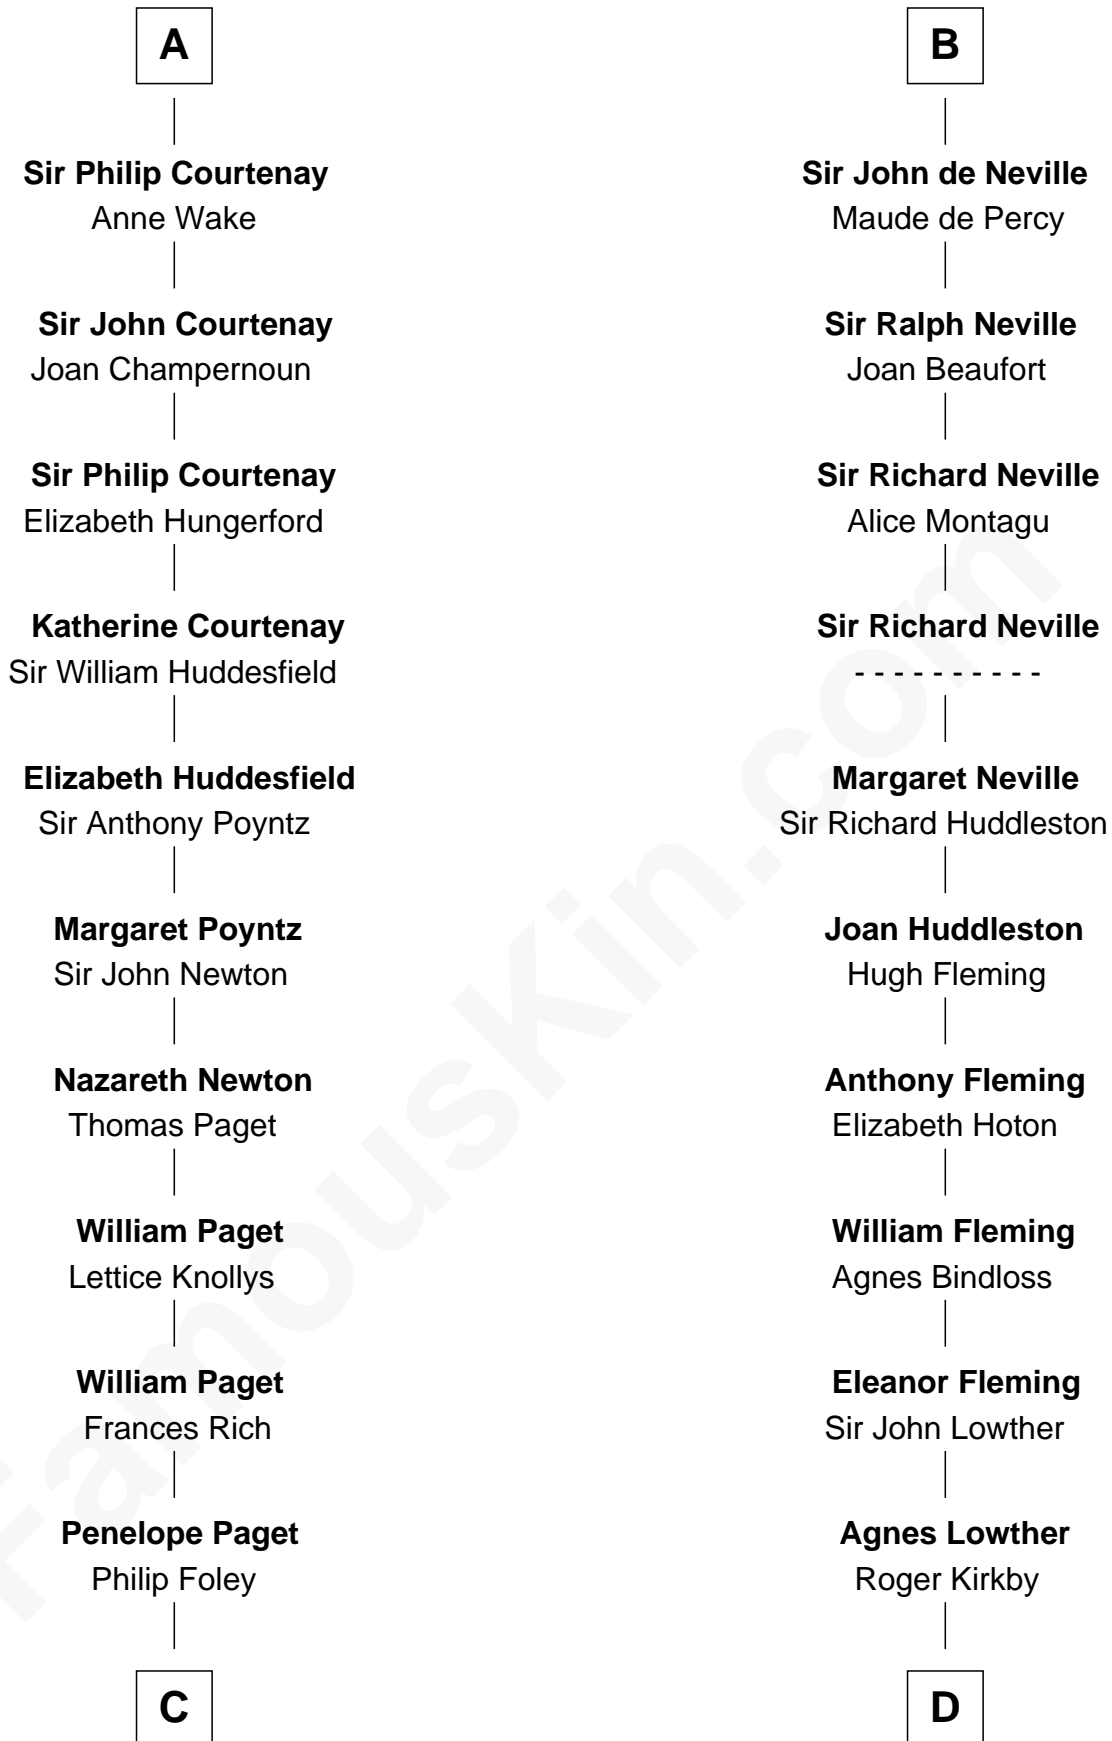 A
Sir Philip Courtenay
Anne Wake
Sir John Courtenay
Joan Champernoun
Sir Philip Courtenay
Elizabeth Hungerford
Katherine Courtenay
Sir William Huddesfield
Elizabeth Huddesfield
Sir Anthony Poyntz
Margaret Poyntz
Sir John Newton
Nazareth Newton
Thomas Paget
William Paget
Lettice Knollys
William Paget
Frances Rich
Penelope Paget
Philip Foley
C
B
Sir John de Neville
Maude de Percy
Sir Ralph Neville
Joan Beaufort
Sir Richard Neville
Alice Montagu
Sir Richard Neville
- - - - - - - - - -
Margaret Neville
Sir Richard Huddleston
Joan Huddleston
Hugh Fleming
Anthony Fleming
Elizabeth Hoton
William Fleming
Agnes Bindloss
Eleanor Fleming
Sir John Lowther
Agnes Lowther
Roger Kirkby
D
FamousKin.com